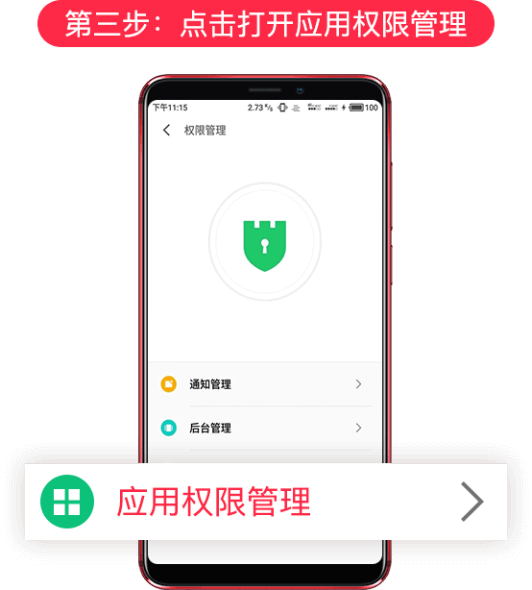 第三步：点击打开应用权限管理
下午11:15
2.73 K/s
100
权限管理
通知管理
后台管理
应用权限管理